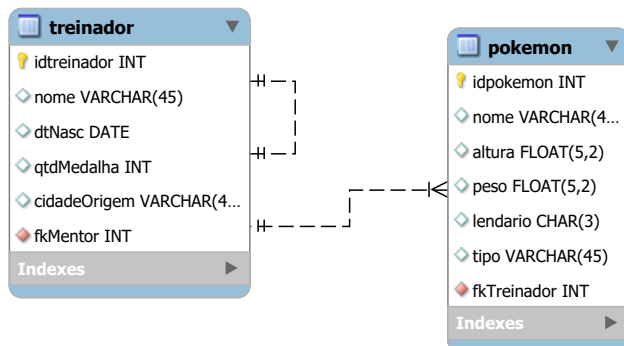 treinador
idtreinador INT
nome VARCHAR(45)
dtNasc DATE
qtdMedalha INT
cidadeOrigem VARCHAR(4...
fkMentor INT
Indexes
pokemon
idpokemon INT
nome VARCHAR(4...
altura FLOAT(5,2)
peso FLOAT(5,2)
lendario CHAR(3)
tipo VARCHAR(45)
fkTreinador INT
Indexes